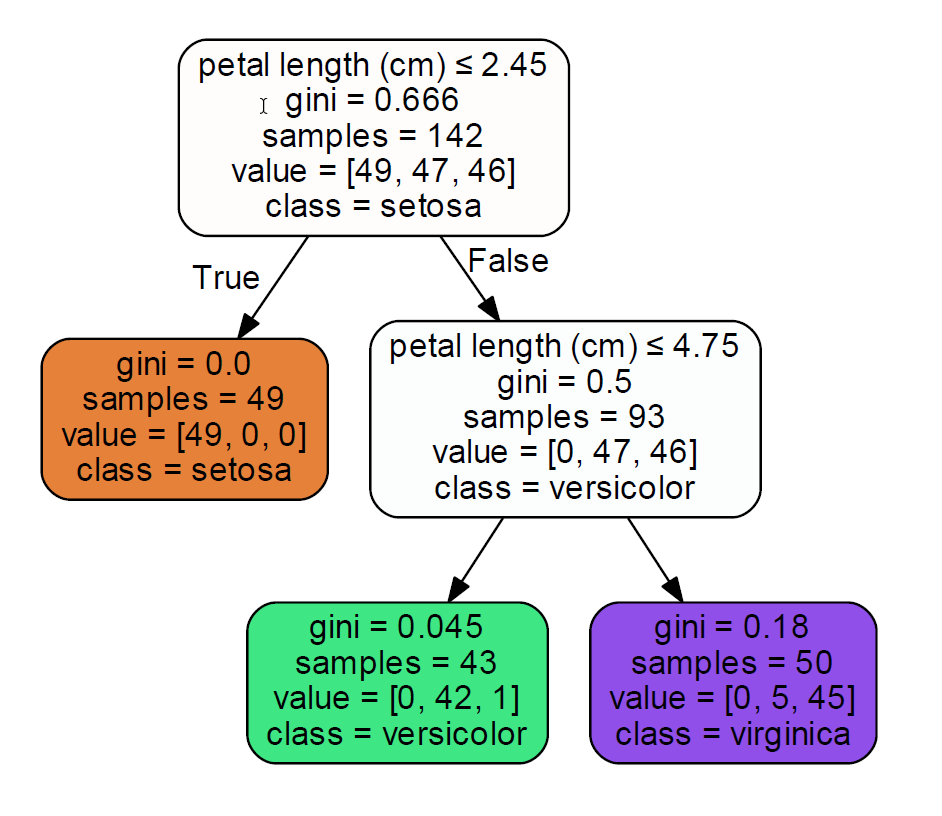 petal length (cm) ≤ 2.45
gini = 0.666
samples = 142
value = [49, 47, 46]
class = setosa
True
False
gini = 0.0
samples = 49
value = [49, 0, 0]
class = setosa
petal length (cm) ≤ 4.75
gini = 0.5
samples = 93
value = [0, 47, 46]
class = versicolor
gini = 0.045
samples = 43
value = [0, 42, 1]
class = versicolor
gini = 0.18
samples = 50
value = [0, 5, 45]
class = virginica